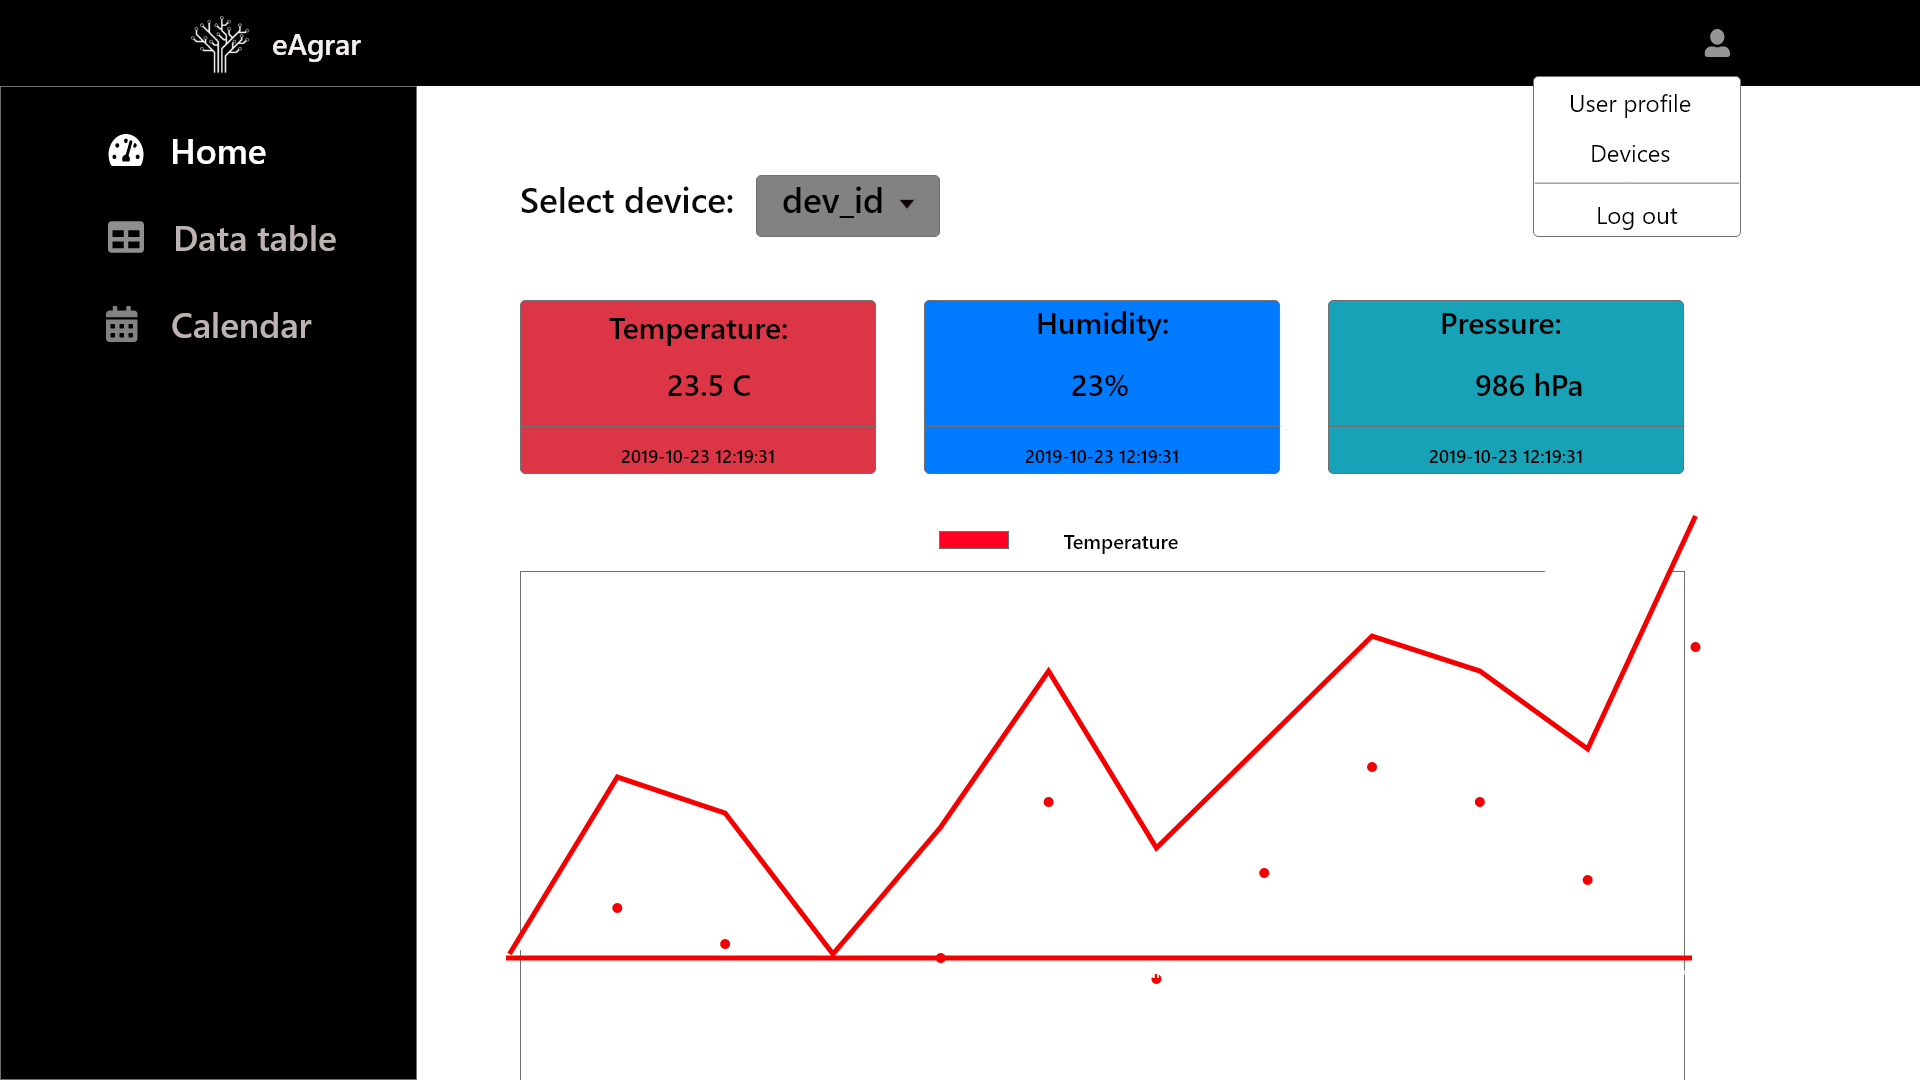 eAgrar
User profile
Devices
Log out
Home
Data table
Calendar
Select device:
dev_id
Temperature:
23.5 C
2019-10-23 12:19:31
Humidity:
23%
2019-10-23 12:19:31
Pressure:
986 hPa
2019-10-23 12:19:31
Temperature